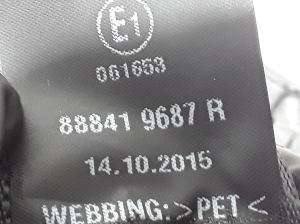 E1
061653
88841 9687 R
14.10.2015
WEBBING: >PET<